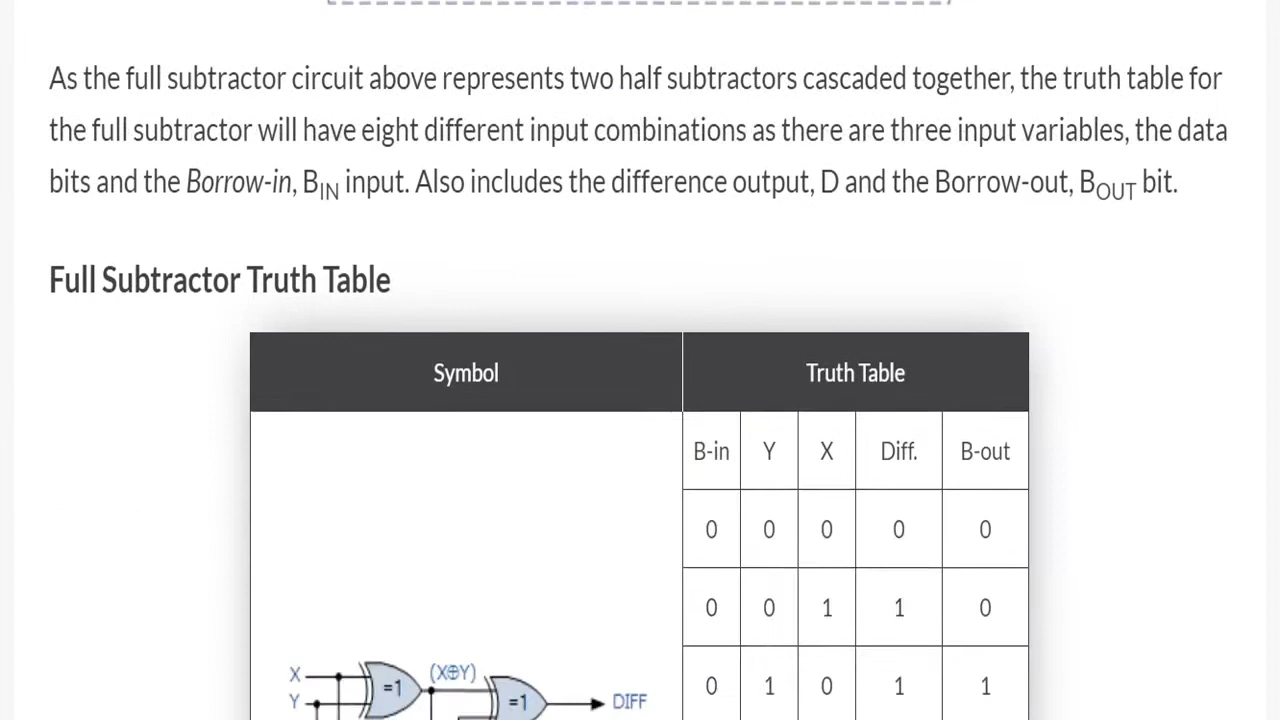 As the full subtractor circuit above represents two half subtractors cascaded together, the truth table for
the full subtractor will have eight different input combinations as there are three input variables, the data
bits and the Borrow-in, BIN input. Also includes the difference output, D and the Borrow-out, BOUT bit.
Full Subtractor Truth Table
Symbol Truth Table
B-in Y X Diff. B-out
0 0 0 0 0
0 0 1 1 0
0 1 0 1 1
X =1 (X⊕Y)
Y =1 DIFF